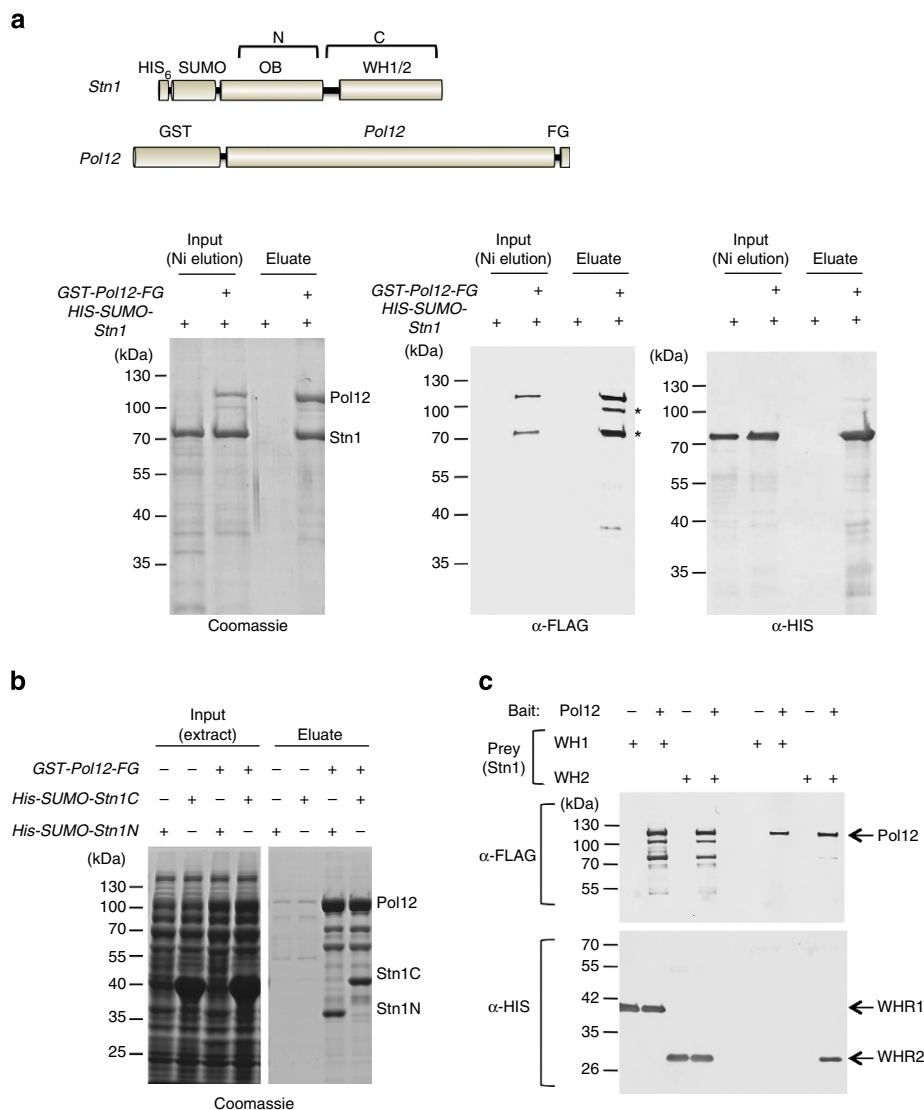 a
N C
HIS6 SUMO OB WH1/2
Stn1
GST Pol12 FG
Pol12
Input
(Ni elution) Eluate
GST-Pol12-FG + +
HIS-SUMO-
Stn1 + + + +
(kDa)
130
100
70
55
40
35
Pol12
Stn1
Coomassie
Input
(Ni elution) Eluate
GST-Pol12-FG + +
HIS-SUMO-
Stn1 + + + +
(kDa)
130
100 *
70 *
55
40
35
α-FLAG
Input
(Ni elution) Eluate
+ +
+ + + +
(kDa)
130
100
70
55
40
35
α-HIS
b
Input
(extract) Eluate
GST-Pol12-FG – – + + – – + +
His-SUMO-Stn1C – + – + – + – +
His-SUMO-Stn1N + – + – + – + –
(kDa)
130
100
70
55
40
35
25
Pol12
Stn1C
Stn1N
Coomassie
c
Bait: Pol12 – + – + – + – +
Prey
(Stn1)
WH1 + + + +
WH2 + + + +
(kDa)
α-FLAG
130
100
70
55
Pol12
α-HIS
70
55
42
35
26
WHR1
WHR2